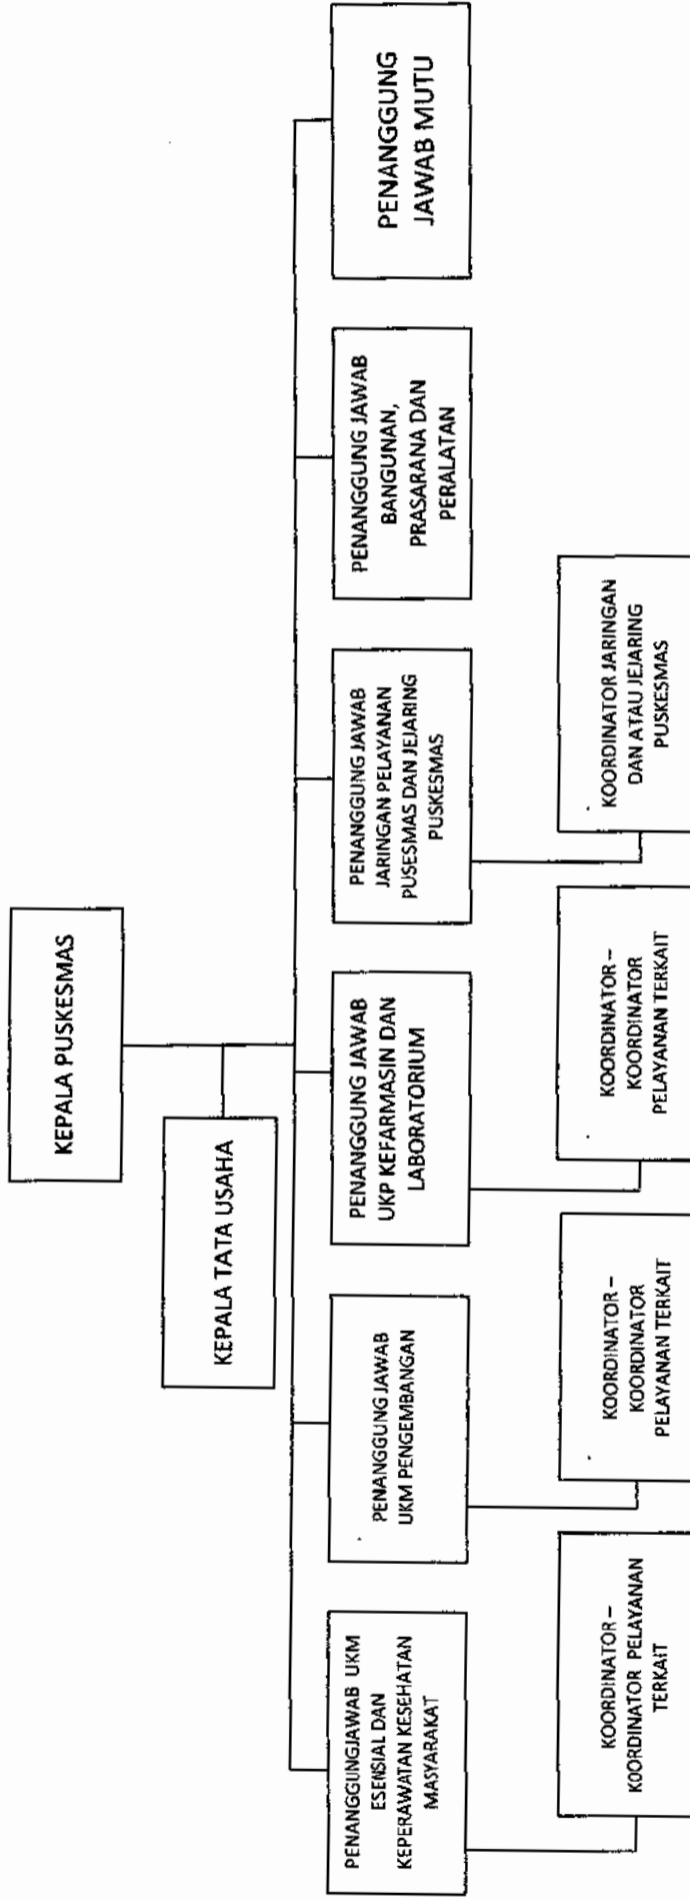 KEPALA PUSKESMAS
KEPALA TATA USAHA
PENANGGUNGJAWAB UKM
ESENSIAL DAN
KEPERAWATAN KESEHATAN
MASYARAKAT
PENANGGUNG JAWAB
UKM PENGEMBANGAN
PENANGGUNG JAWAB
UKP KEFARMASIN DAN
LABORATORIUM
PENANGGUNG JAWAB
JARINGAN PELAYANAN
PUSESMAS DAN JEJARING
PUSKESMAS
PENANGGUNG JAWAB
BANGUNAN,
PRASARANA DAN
PERALATAN
PENANGGUNG
JAWAB MUTU
KOORDINATOR –
KOORDINATOR PELAYANAN
TERKAIT
KOORDINATOR –
KOORDINATOR
PELAYANAN TERKAIT
KOORDINATOR –
KOORDINATOR
PELAYANAN TERKAIT
KOORDINATOR JARINGAN
DAN ATAU JEJARING
PUSKESMAS